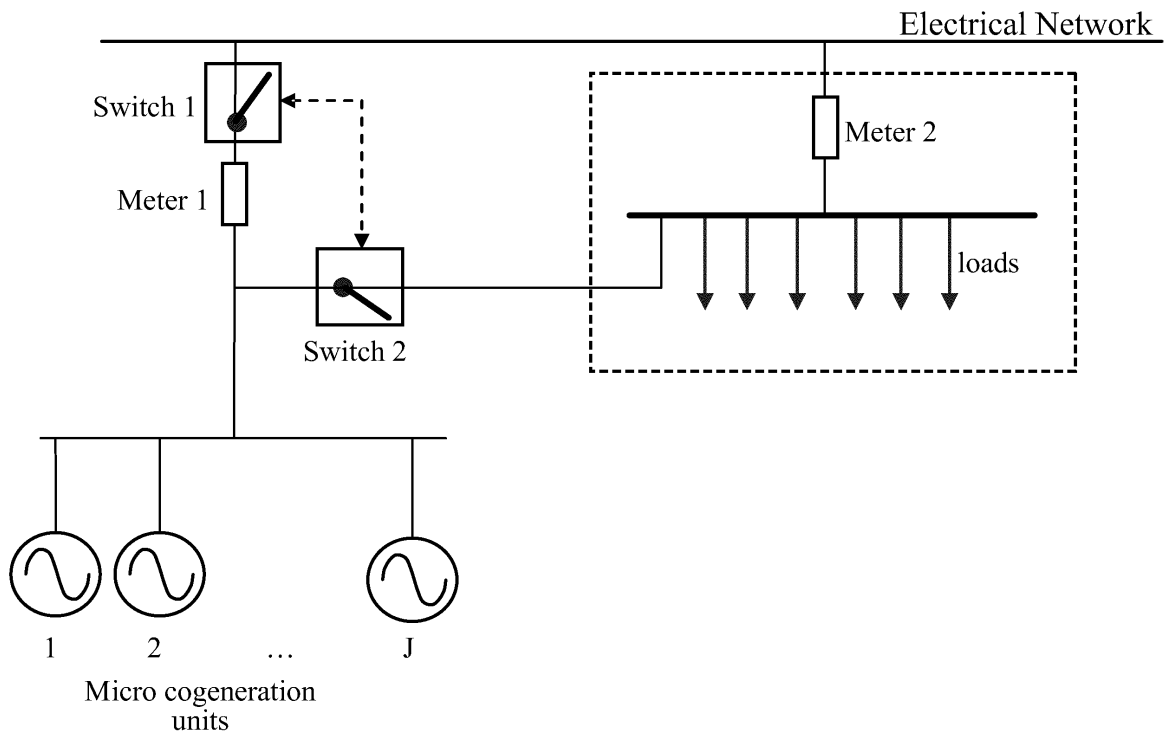 Electrical Network
Switch 1
Meter 2
Meter 1
loads
Switch 2
1 2 ... J
Micro cogeneration
units